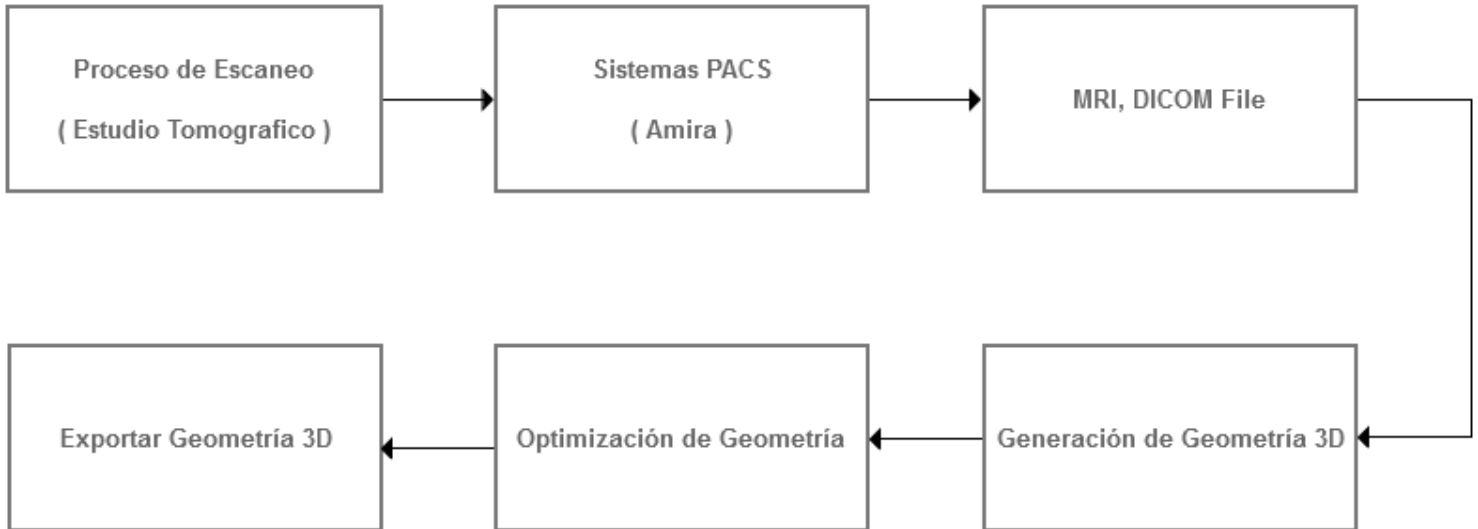 Proceso de Escaneo
( Estudio Tomografico )
Sistemas PACS
( Amira )
MRI, DICOM File
Generación de Geometría 3D
Optimización de Geometría
Exportar Geometría 3D